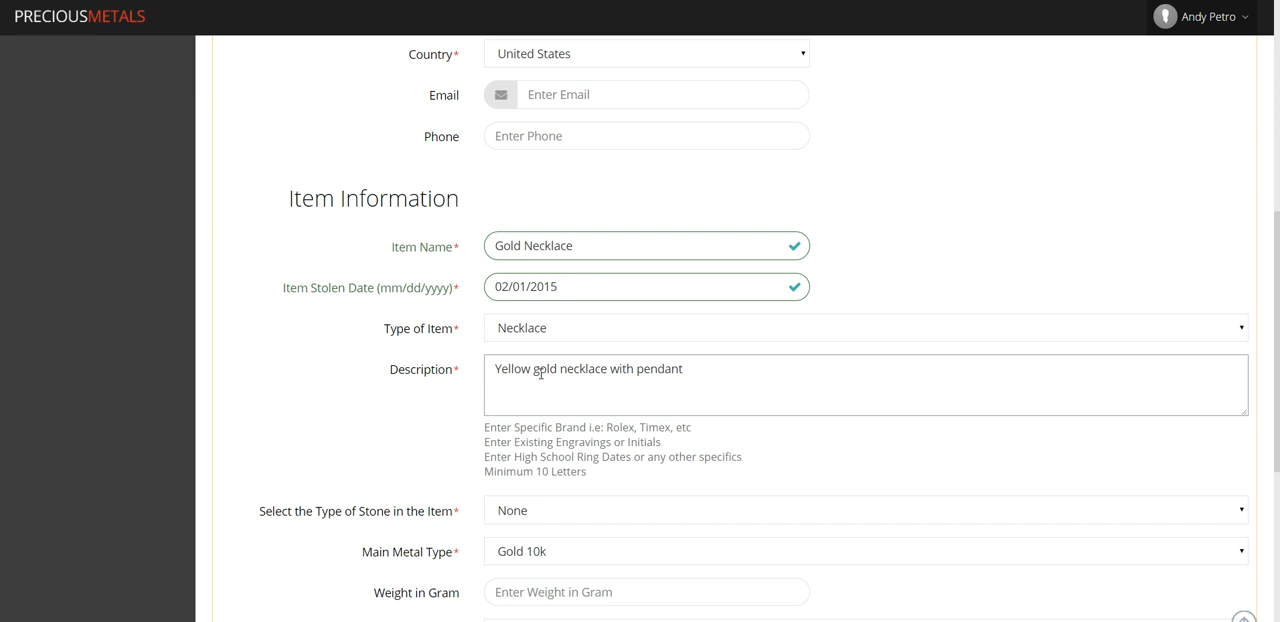 PRECIOUSMETALS
Andy Petro
Country* United States
Email Enter Email
Phone Enter Phone
Item Information
Item Name* Gold Necklace
Item Stolen Date (mm/dd/yyyy)* 02/01/2015
Type of Item* Necklace
Description* Yellow gold necklace with pendant
Enter Specific Brand i.e: Rolex, Timex, etc
Enter Existing Engravings or Initials
Enter High School Ring Dates or any other specifics
Minimum 10 Letters
Select the Type of Stone in the Item* None
Main Metal Type* Gold 10k
Weight in Gram Enter Weight in Gram